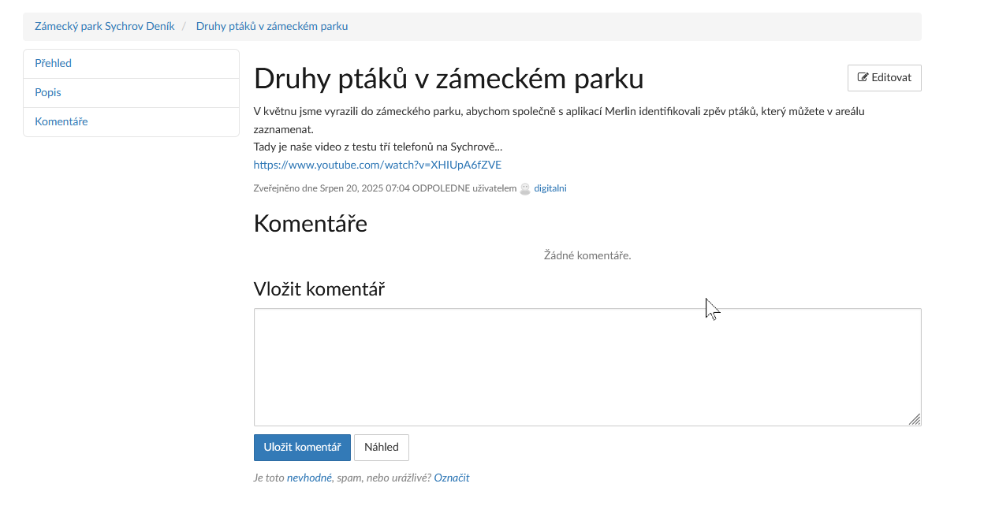 Zámecký park Sychrov Deník / Druhy ptáků v zámeckém parku
Přehled
Popis
Komentáře
Druhy ptáků v zámeckém parku
Editovat
V květnu jsme vyrazili do zámeckého parku, abychom společně s aplikací Merlin identifikovali zpěv ptáků, který můžete v areálu
zaznamenat.
Tady je naše video z testu tří telefonů na Sychrově...
https://www.youtube.com/watch?v=XHIUpA6fZVE
Zveřejněno dne Srpen 20, 2025 07:04 ODPOLEDNE uživatelem digitalni
Komentáře
Žádné komentáře.
Vložit komentář
Uložit komentář
Náhled
Je toto nevhodné, spam, nebo urážlivé? Označit